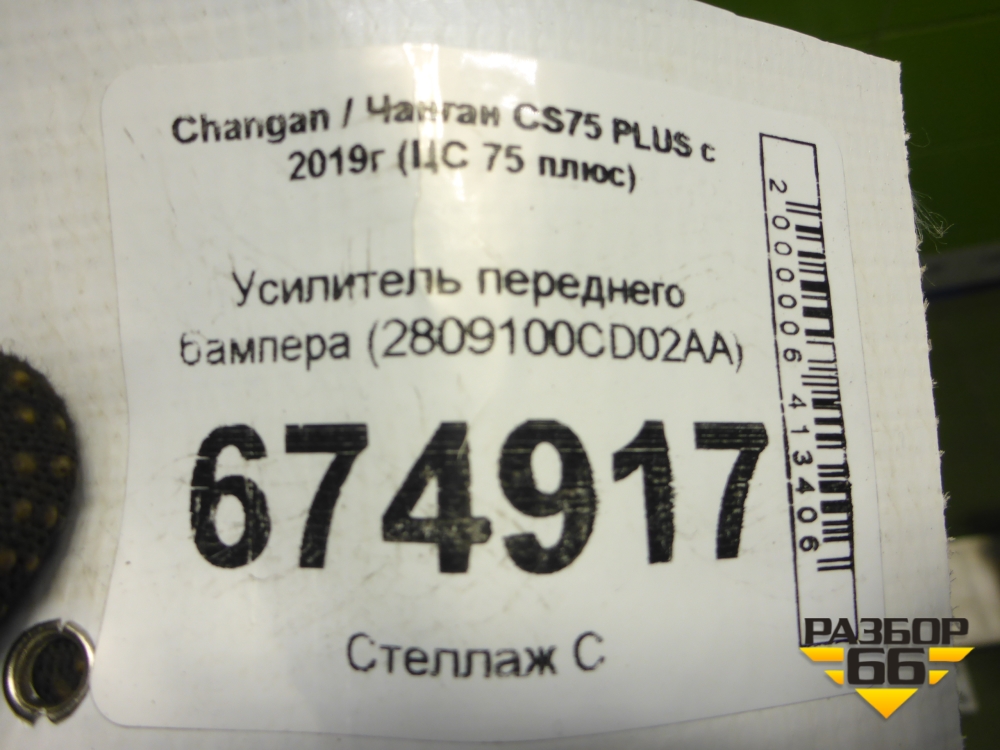 Changan / Чанган CS75 PLUS с
2019г (ЦС 75 плюс)
Усилитель переднего
бампера (2809100CD02AA)
674917
Стеллаж С
2000006413406
РАЗБОР
66